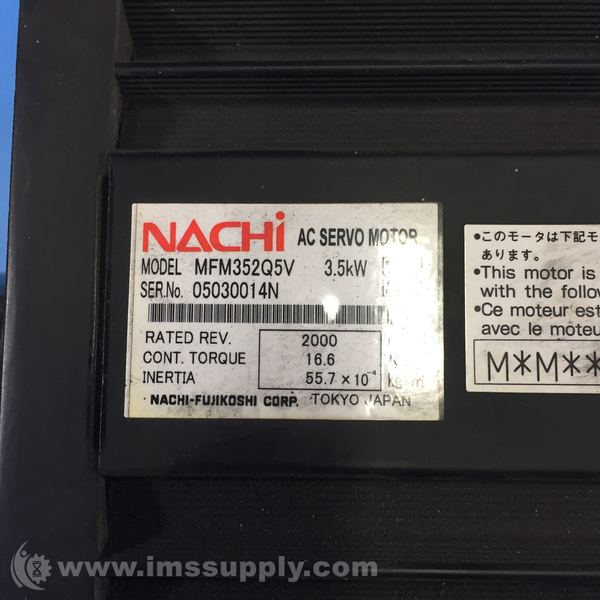 NACHi AC SERVO MOTOR
MODEL MFM352Q5V 3.5kW
SER.No. 05030014N
RATED REV. 2000
CONT. TORQUE 16.6
INERTIA 55.7 × 10⁻⁴
NACHI-FUJIKOSHI CORP. TOKYO JAPAN
•このモータは下記モ
あります。
•This motor is
with the follow
•Ce moteur est
avec le moteu
M*M**
www.imssupply.com